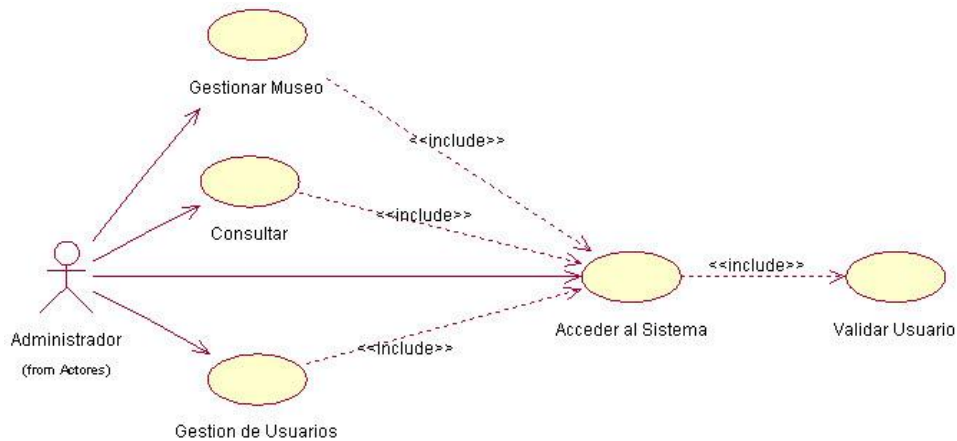 Gestionar Museo
<<include>>
Consultar
<<include>>
<<include>>
Administrador
(from Actores)
Acceder al Sistema
Validar Usuario
<<include>>
Gestion de Usuarios